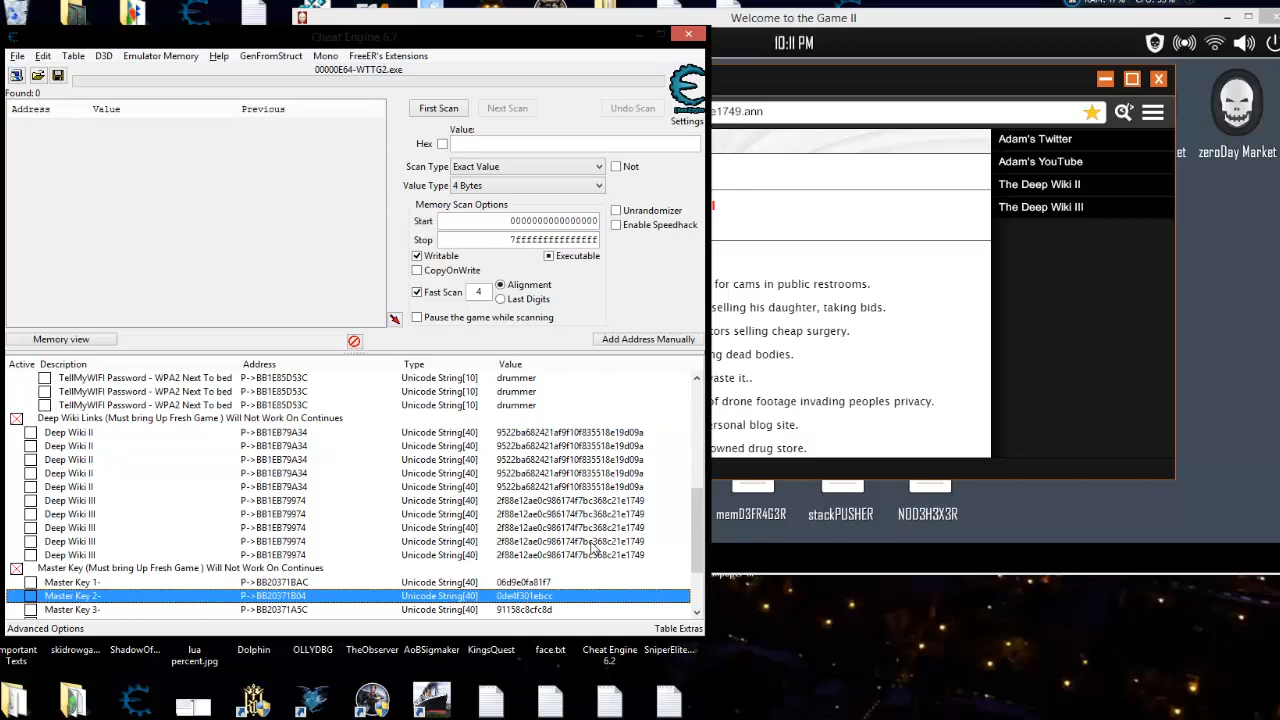 RAM: 47% CPU: 53%
Cheat Engine 6.7
Welcome to the Game II
File Edit Table D3D Emulator Memory Help GenFromStruct Mono FreeER's Extensions
10:11 PM
00000E64-WTTG2.exe
Found: 0
Address Value Previous
First Scan Next Scan Undo Scan
Settings
Value:
Hex
Scan Type Exact Value Not
Value Type 4 Bytes
Memory Scan Options
Start 0000000000000000
Stop 7fffffffffffffff
Unrandomizer
Enable Speedhack
Writable Executable
CopyOnWrite
Fast Scan 4 Alignment
Last Digits
Pause the game while scanning
Memory view Add Address Manually
Active Description Address Type Value
TellMyWIFI Password - WPA2 Next To bed P->BB1E85D53C Unicode String[10] drummer
TellMyWIFI Password - WPA2 Next To bed P->BB1E85D53C Unicode String[10] drummer
TellMyWIFI Password - WPA2 Next To bed P->BB1E85D53C Unicode String[10] drummer
Deep Wiki Links (Must bring Up Fresh Game ) Will Not Work On Continues
Deep Wiki II P->BB1EB79A34 Unicode String[40] 9522ba682421af9f10f835518e19d09a
Deep Wiki II P->BB1EB79A34 Unicode String[40] 9522ba682421af9f10f835518e19d09a
Deep Wiki II P->BB1EB79A34 Unicode String[40] 9522ba682421af9f10f835518e19d09a
Deep Wiki II P->BB1EB79A34 Unicode String[40] 9522ba682421af9f10f835518e19d09a
Deep Wiki II P->BB1EB79A34 Unicode String[40] 9522ba682421af9f10f835518e19d09a
Deep Wiki III P->BB1EB79974 Unicode String[40] 2f88e12ae0c986174f7bc368c21e1749
Deep Wiki III P->BB1EB79974 Unicode String[40] 2f88e12ae0c986174f7bc368c21e1749
Deep Wiki III P->BB1EB79974 Unicode String[40] 2f88e12ae0c986174f7bc368c21e1749
Deep Wiki III P->BB1EB79974 Unicode String[40] 2f88e12ae0c986174f7bc368c21e1749
Deep Wiki III P->BB1EB79974 Unicode String[40] 2f88e12ae0c986174f7bc368c21e1749
Master Key (Must bring Up Fresh Game ) Will Not Work On Continues
Master Key 1- P->BB20371BAC Unicode String[40] 06d9e0fa81f7
Master Key 2- P->BB20371B04 Unicode String[40] 0de4f301ebcc
Master Key 3- P->BB20371A5C Unicode String[40] 91158c8cfc8d
Advanced Options Table Extras
e1749.ann
Adam's Twitter
Adam's YouTube
The Deep Wiki II
The Deep Wiki III
for cams in public restrooms.
selling his daughter, taking bids.
tors selling cheap surgery.
ng dead bodies.
aste it..
of drone footage invading peoples privacy.
ersonal blog site.
owned drug store.
et zeroDay Market
memD3FR4G3R stackPUSHER N0D3H3X3R
mportant Texts
skidrowga...
ShadowOf...
lua percent.jpg
Dolphin
OLLYDBG
TheObserver
AoBSigmaker
KingsQuest
face.txt
Cheat Engine 6.2
SniperElite...